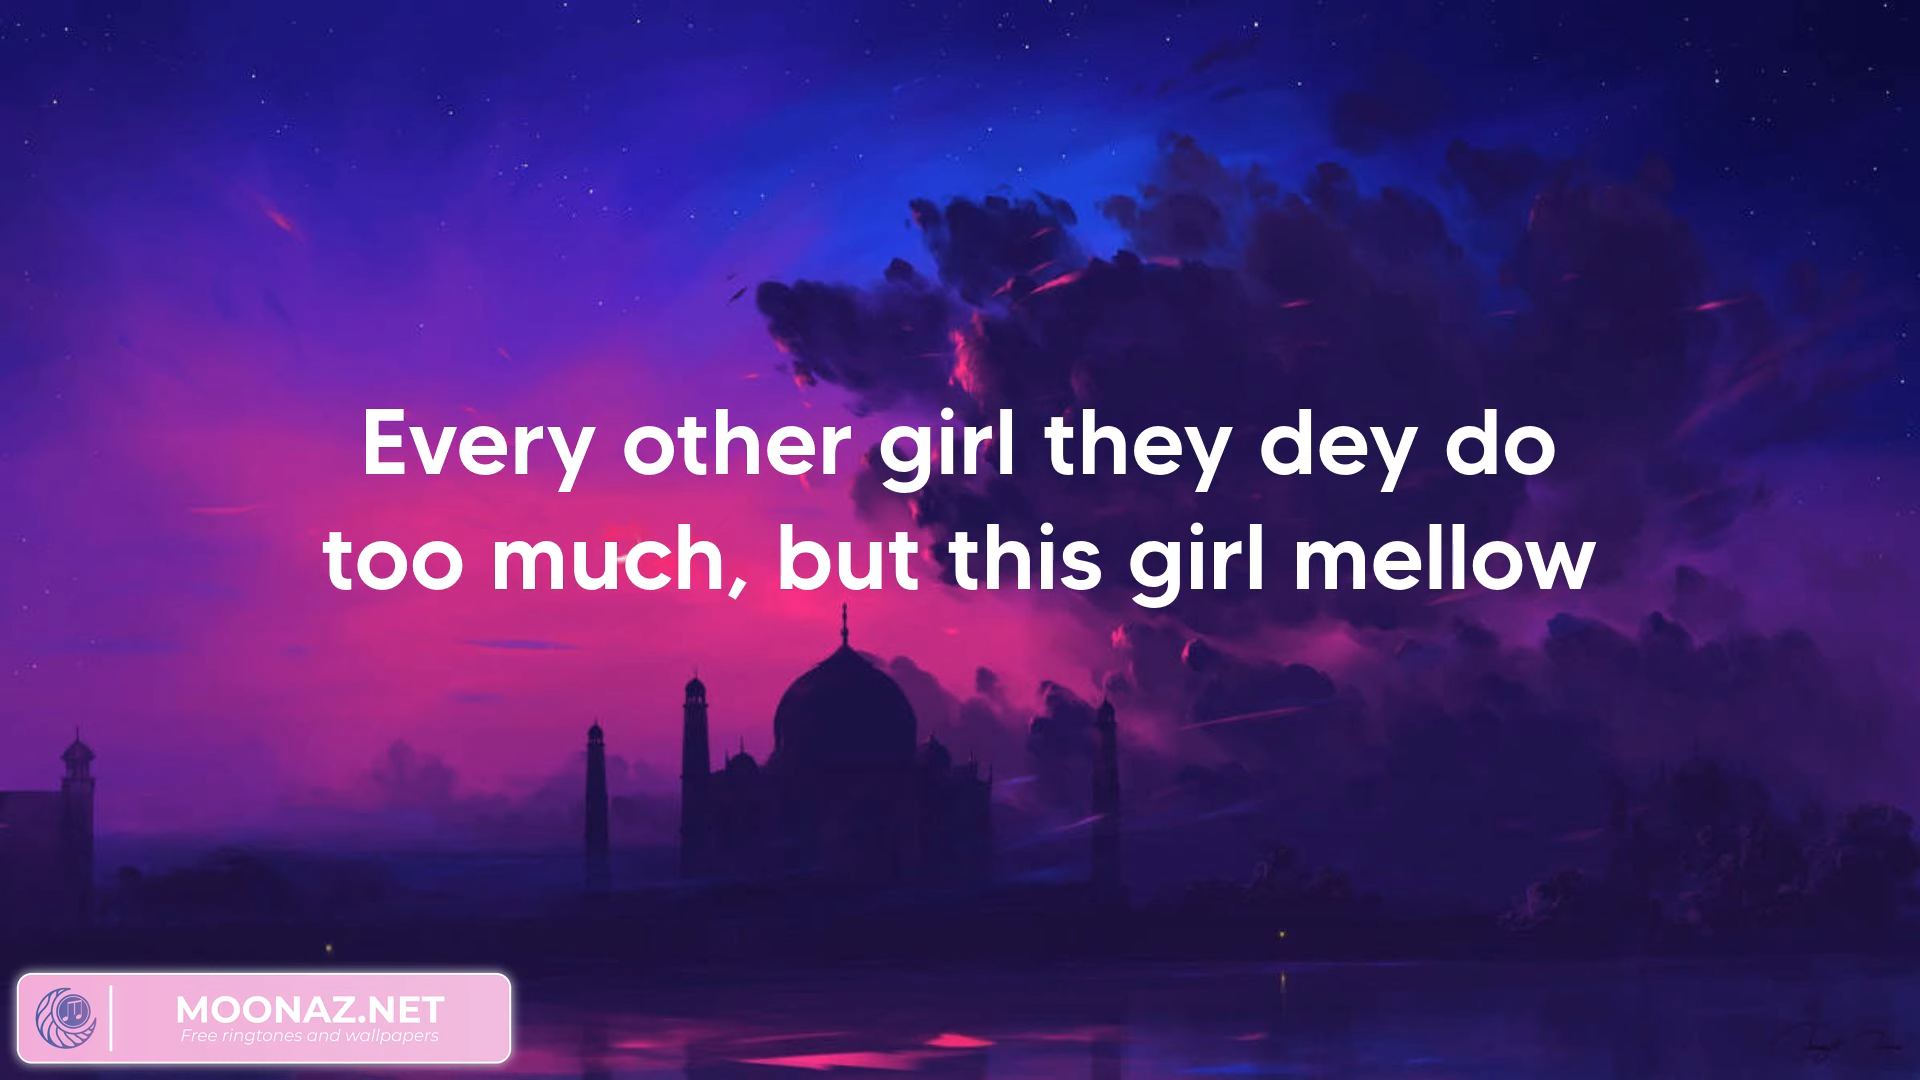 Every other girl they dey do
too much, but this girl mellow
MOONAZ.NET
Free ringtones and wallpapers